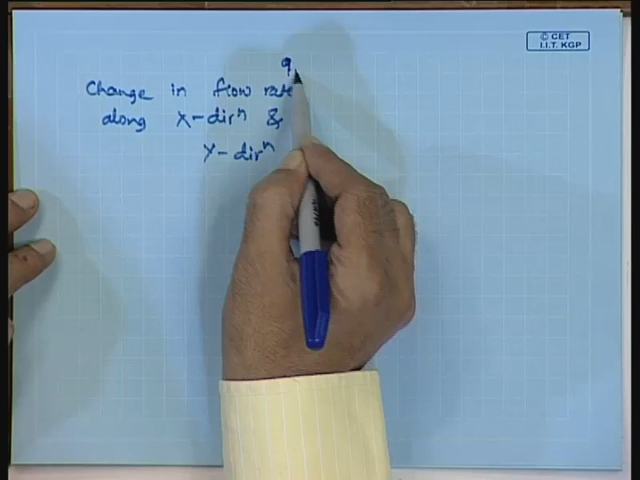 © CET
I.I.T. KGP
q
Change in flow rate
along x-dirⁿ &
y-dirⁿ